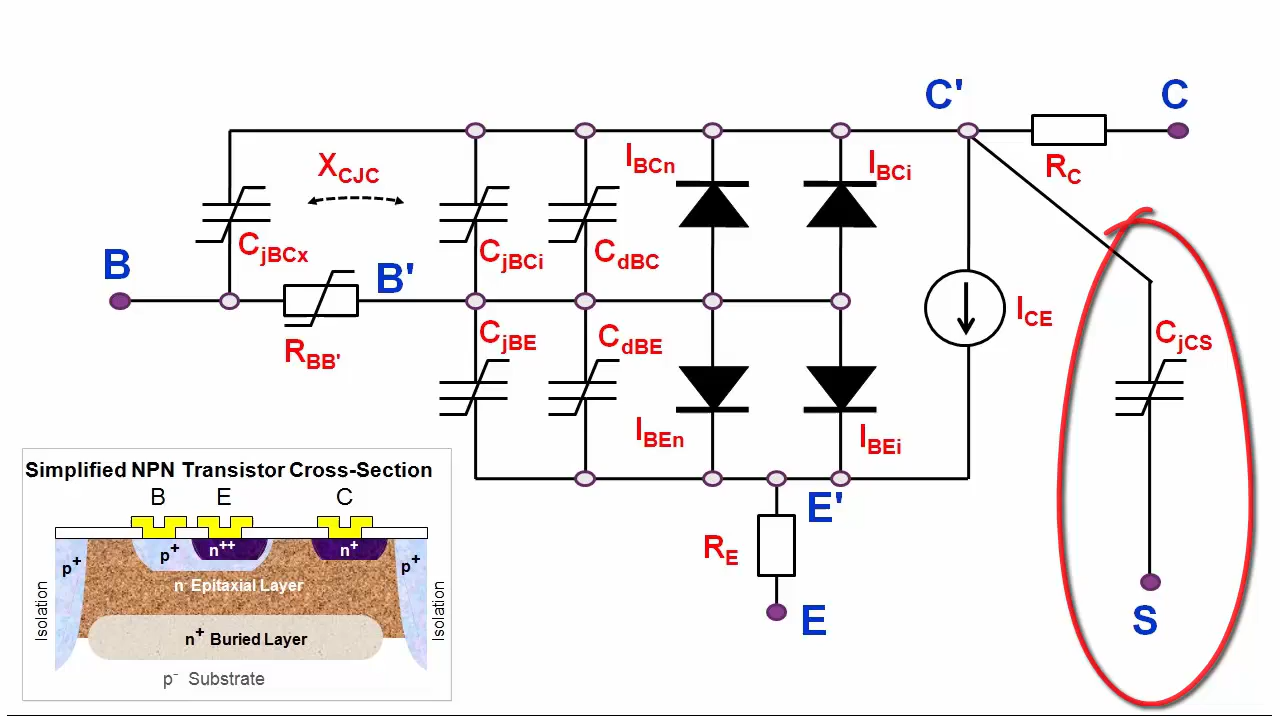 C'
C
X_CJC
I_BCn
I_BCi
R_C
C_jBCx
C_jBCi
C_dBC
B
B'
R_BB'
C_jBE
C_dBE
I_CE
C_jCS
I_BEn
I_BEi
E'
R_E
E
S
Simplified NPN Transistor Cross-Section
B E C
p+ p+ n++ n+ p+
n- Epitaxial Layer
Isolation
Isolation
n+ Buried Layer
p- Substrate